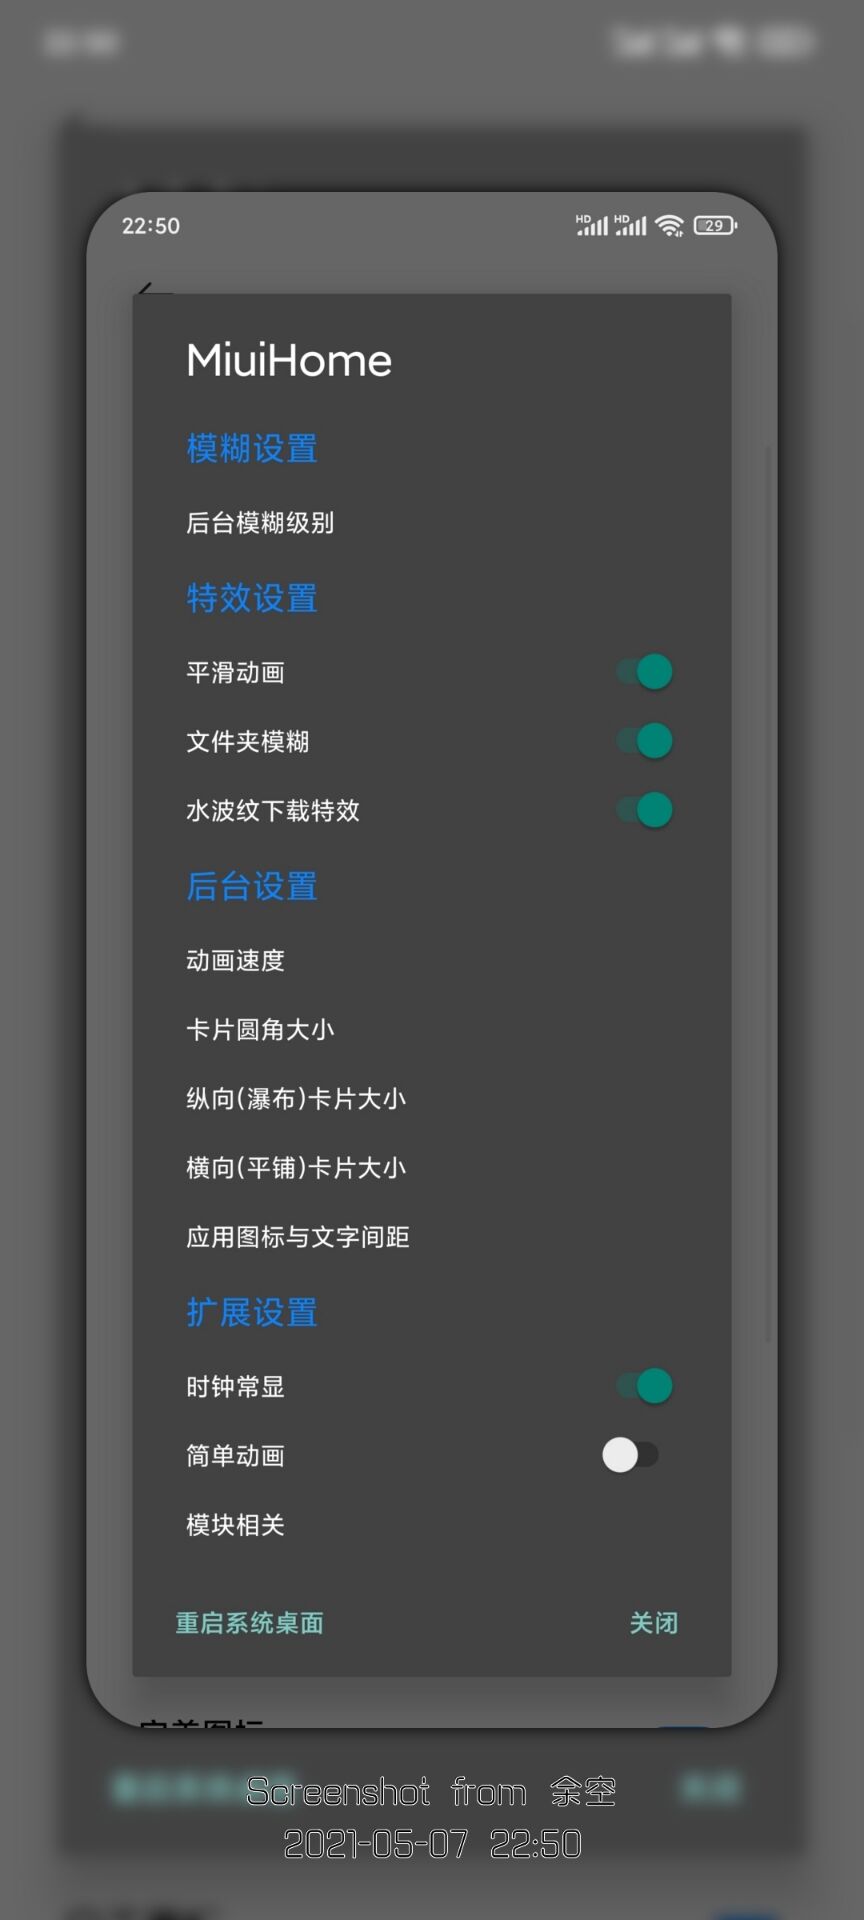 22:50
HD HD 29
MiuiHome
模糊设置
后台模糊级别
特效设置
平滑动画
文件夹模糊
水波纹下载特效
后台设置
动画速度
卡片圆角大小
纵向(瀑布)卡片大小
横向(平铺)卡片大小
应用图标与文字间距
扩展设置
时钟常显
简单动画
模块相关
重启系统桌面 关闭
Screenshot from 余空
2021-05-07 22:50